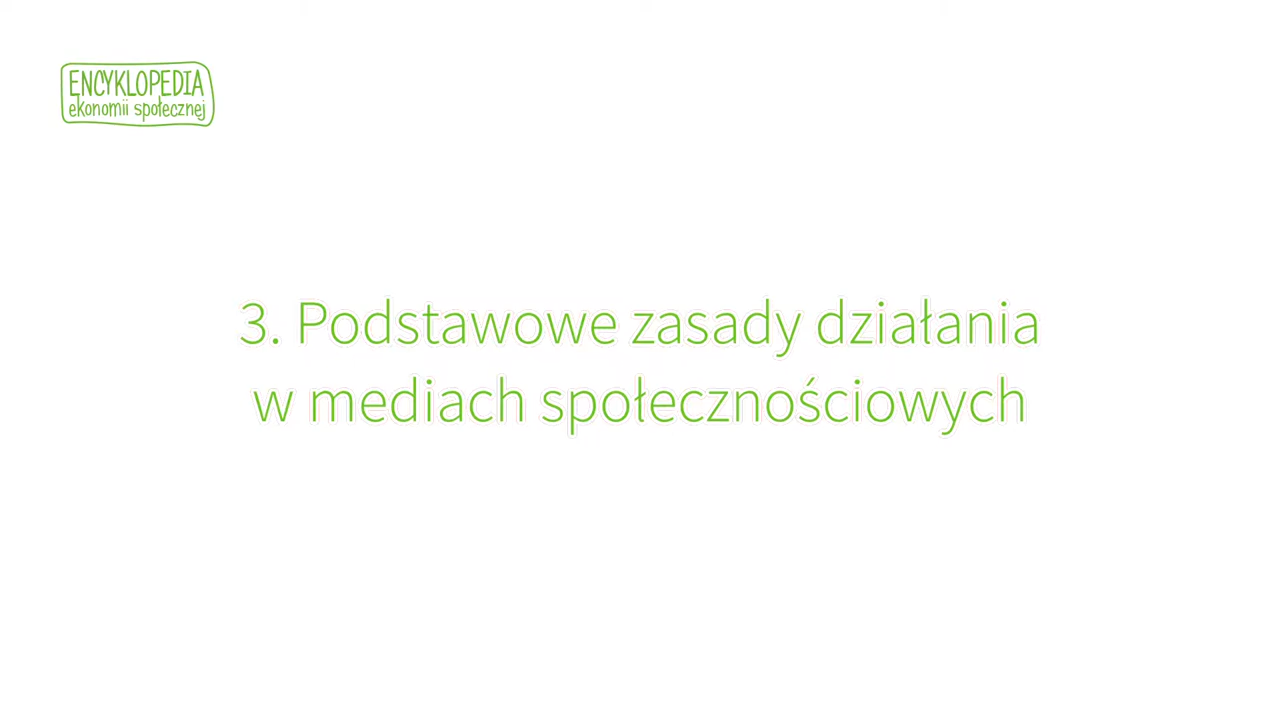 ENCYKLOPEDIA
ekonomii społecznej
3. Podstawowe zasady działania
w mediach społecznościowych